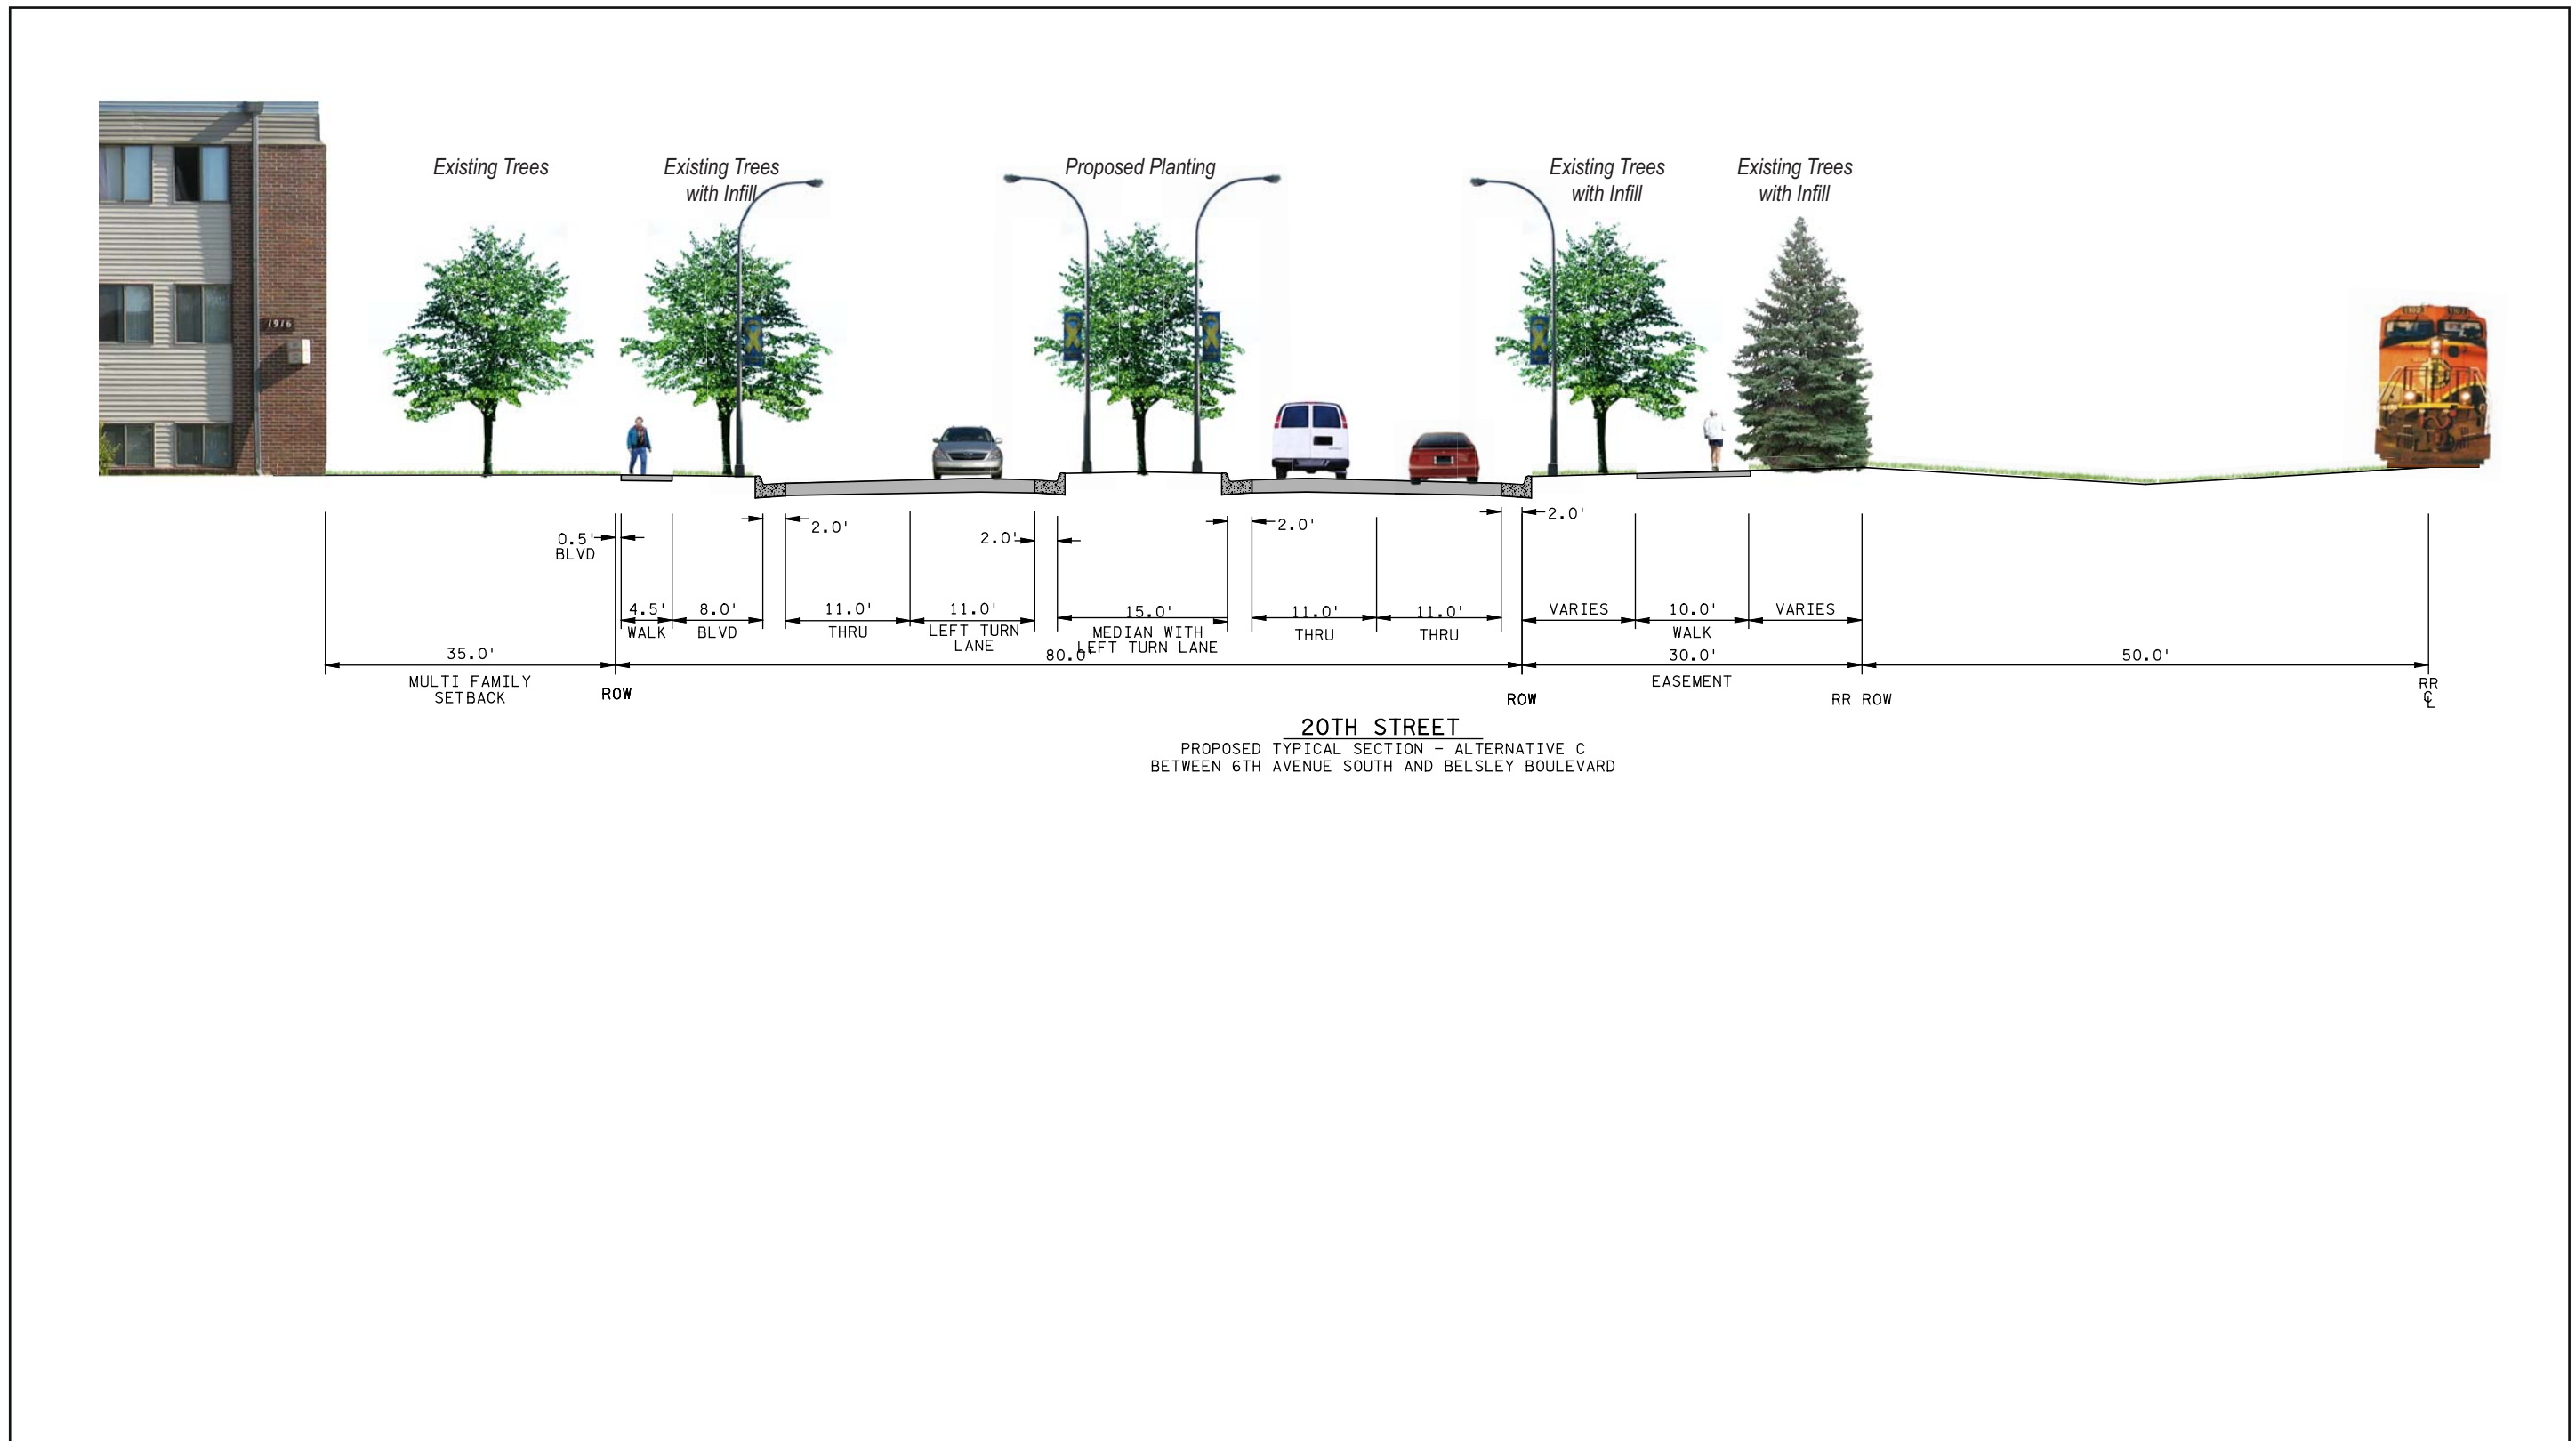 Existing Trees
Existing Trees
with Infill
Proposed Planting
Existing Trees
with Infill
Existing Trees
with Infill
1916
0.5'
BLVD
2.0'
2.0'
2.0'
2.0'
4.5'
WALK
8.0'
BLVD
11.0'
THRU
11.0'
LEFT TURN
LANE
15.0'
MEDIAN WITH
LEFT TURN LANE
11.0'
THRU
11.0'
THRU
VARIES
10.0'
WALK
VARIES
35.0'
MULTI FAMILY
SETBACK
80.0'
30.0'
EASEMENT
50.0'
ROW
ROW
RR ROW
RR
CL
20TH STREET
PROPOSED TYPICAL SECTION - ALTERNATIVE C
BETWEEN 6TH AVENUE SOUTH AND BELSLEY BOULEVARD